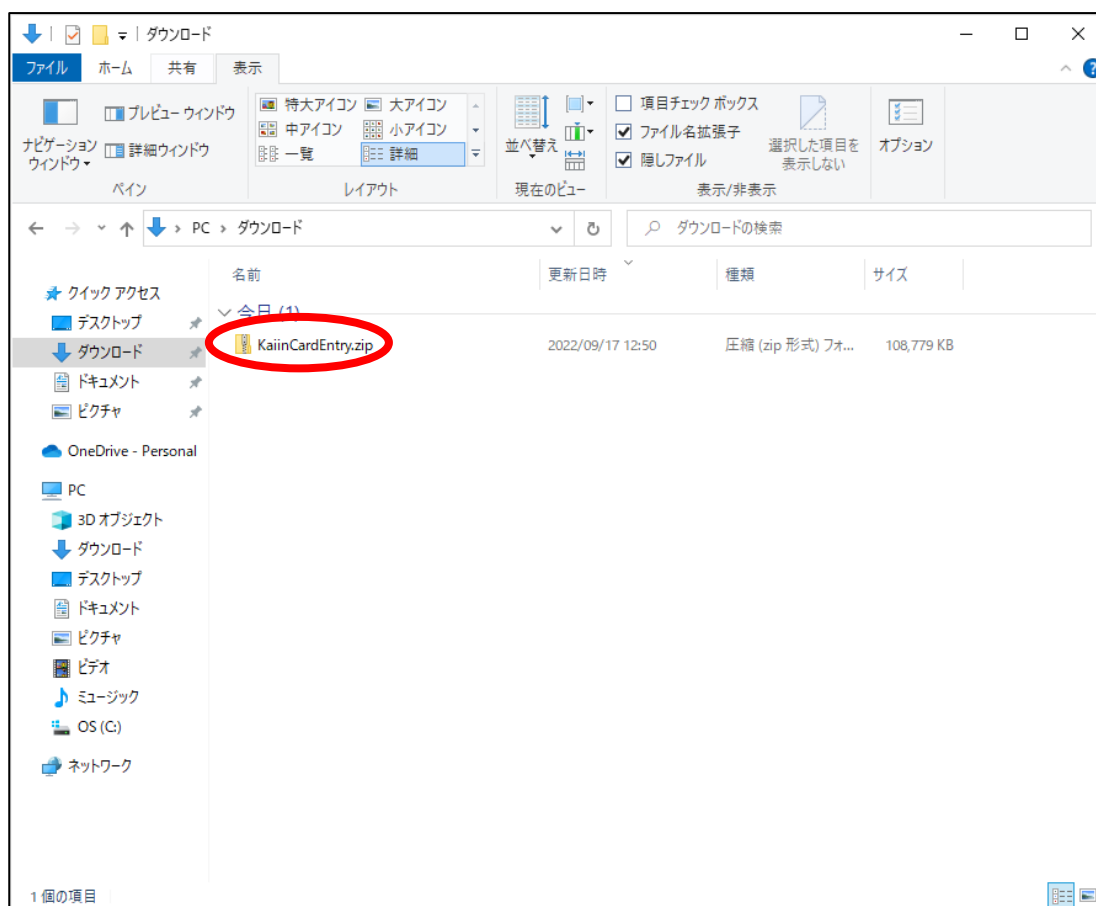 ダウンロード
ファイル ホーム 共有 表示
ナビゲーション ウィンドウ
プレビュー ウィンドウ
詳細ウィンドウ
ペイン
特大アイコン 大アイコン
中アイコン 小アイコン
一覧 詳細
レイアウト
並べ替え
現在のビュー
項目チェック ボックス
ファイル名拡張子
隠しファイル
選択した項目を
表示しない
表示/非表示
オプション
PC › ダウンロード
ダウンロードの検索
名前 更新日時 種類 サイズ
今日 (1)
KaiinCardEntry.zip 2022/09/17 12:50 圧縮 (zip 形式) フォ... 108,779 KB
クイック アクセス
デスクトップ
ダウンロード
ドキュメント
ピクチャ
OneDrive - Personal
PC
3D オブジェクト
ダウンロード
デスクトップ
ドキュメント
ピクチャ
ビデオ
ミュージック
OS (C:)
ネットワーク
1 個の項目